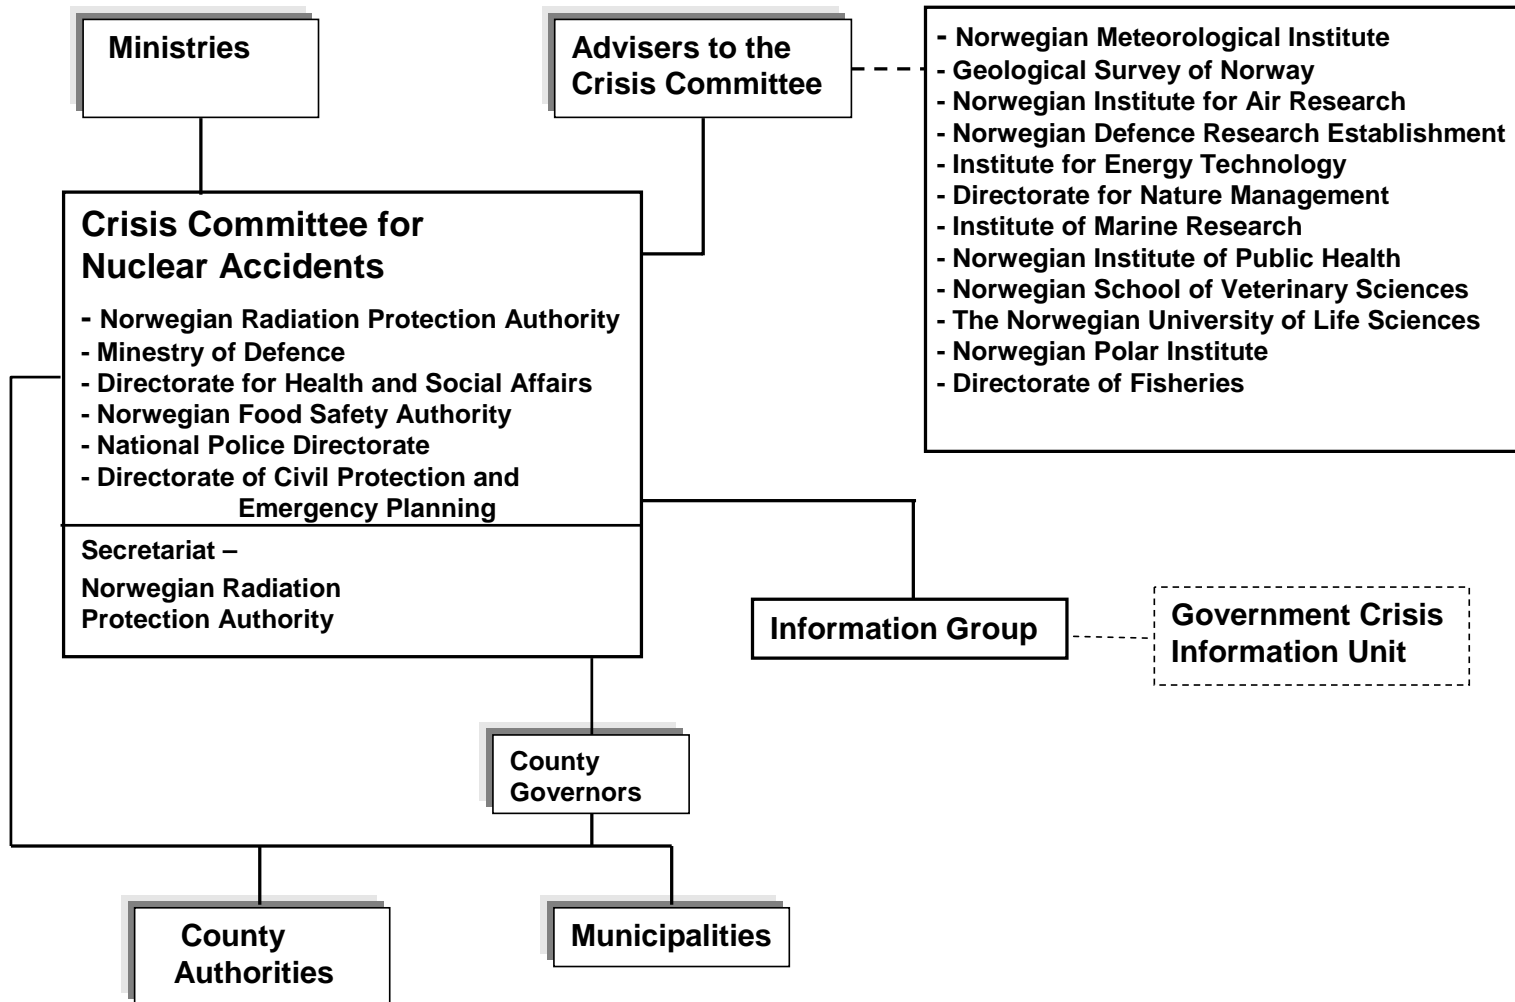 Ministries
Advisers to the
Crisis Committee
- Norwegian Meteorological Institute
- Geological Survey of Norway
- Norwegian Institute for Air Research
- Norwegian Defence Research Establishment
- Institute for Energy Technology
- Directorate for Nature Management
- Institute of Marine Research
- Norwegian Institute of Public Health
- Norwegian School of Veterinary Sciences
- The Norwegian University of Life Sciences
- Norwegian Polar Institute
- Directorate of Fisheries
Crisis Committee for
Nuclear Accidents
- Norwegian Radiation Protection Authority
- Minestry of Defence
- Directorate for Health and Social Affairs
- Norwegian Food Safety Authority
- National Police Directorate
- Directorate of Civil Protection and
Emergency Planning
Secretariat –
Norwegian Radiation
Protection Authority
Information Group
Government Crisis
Information Unit
County
Governors
County
Authorities
Municipalities